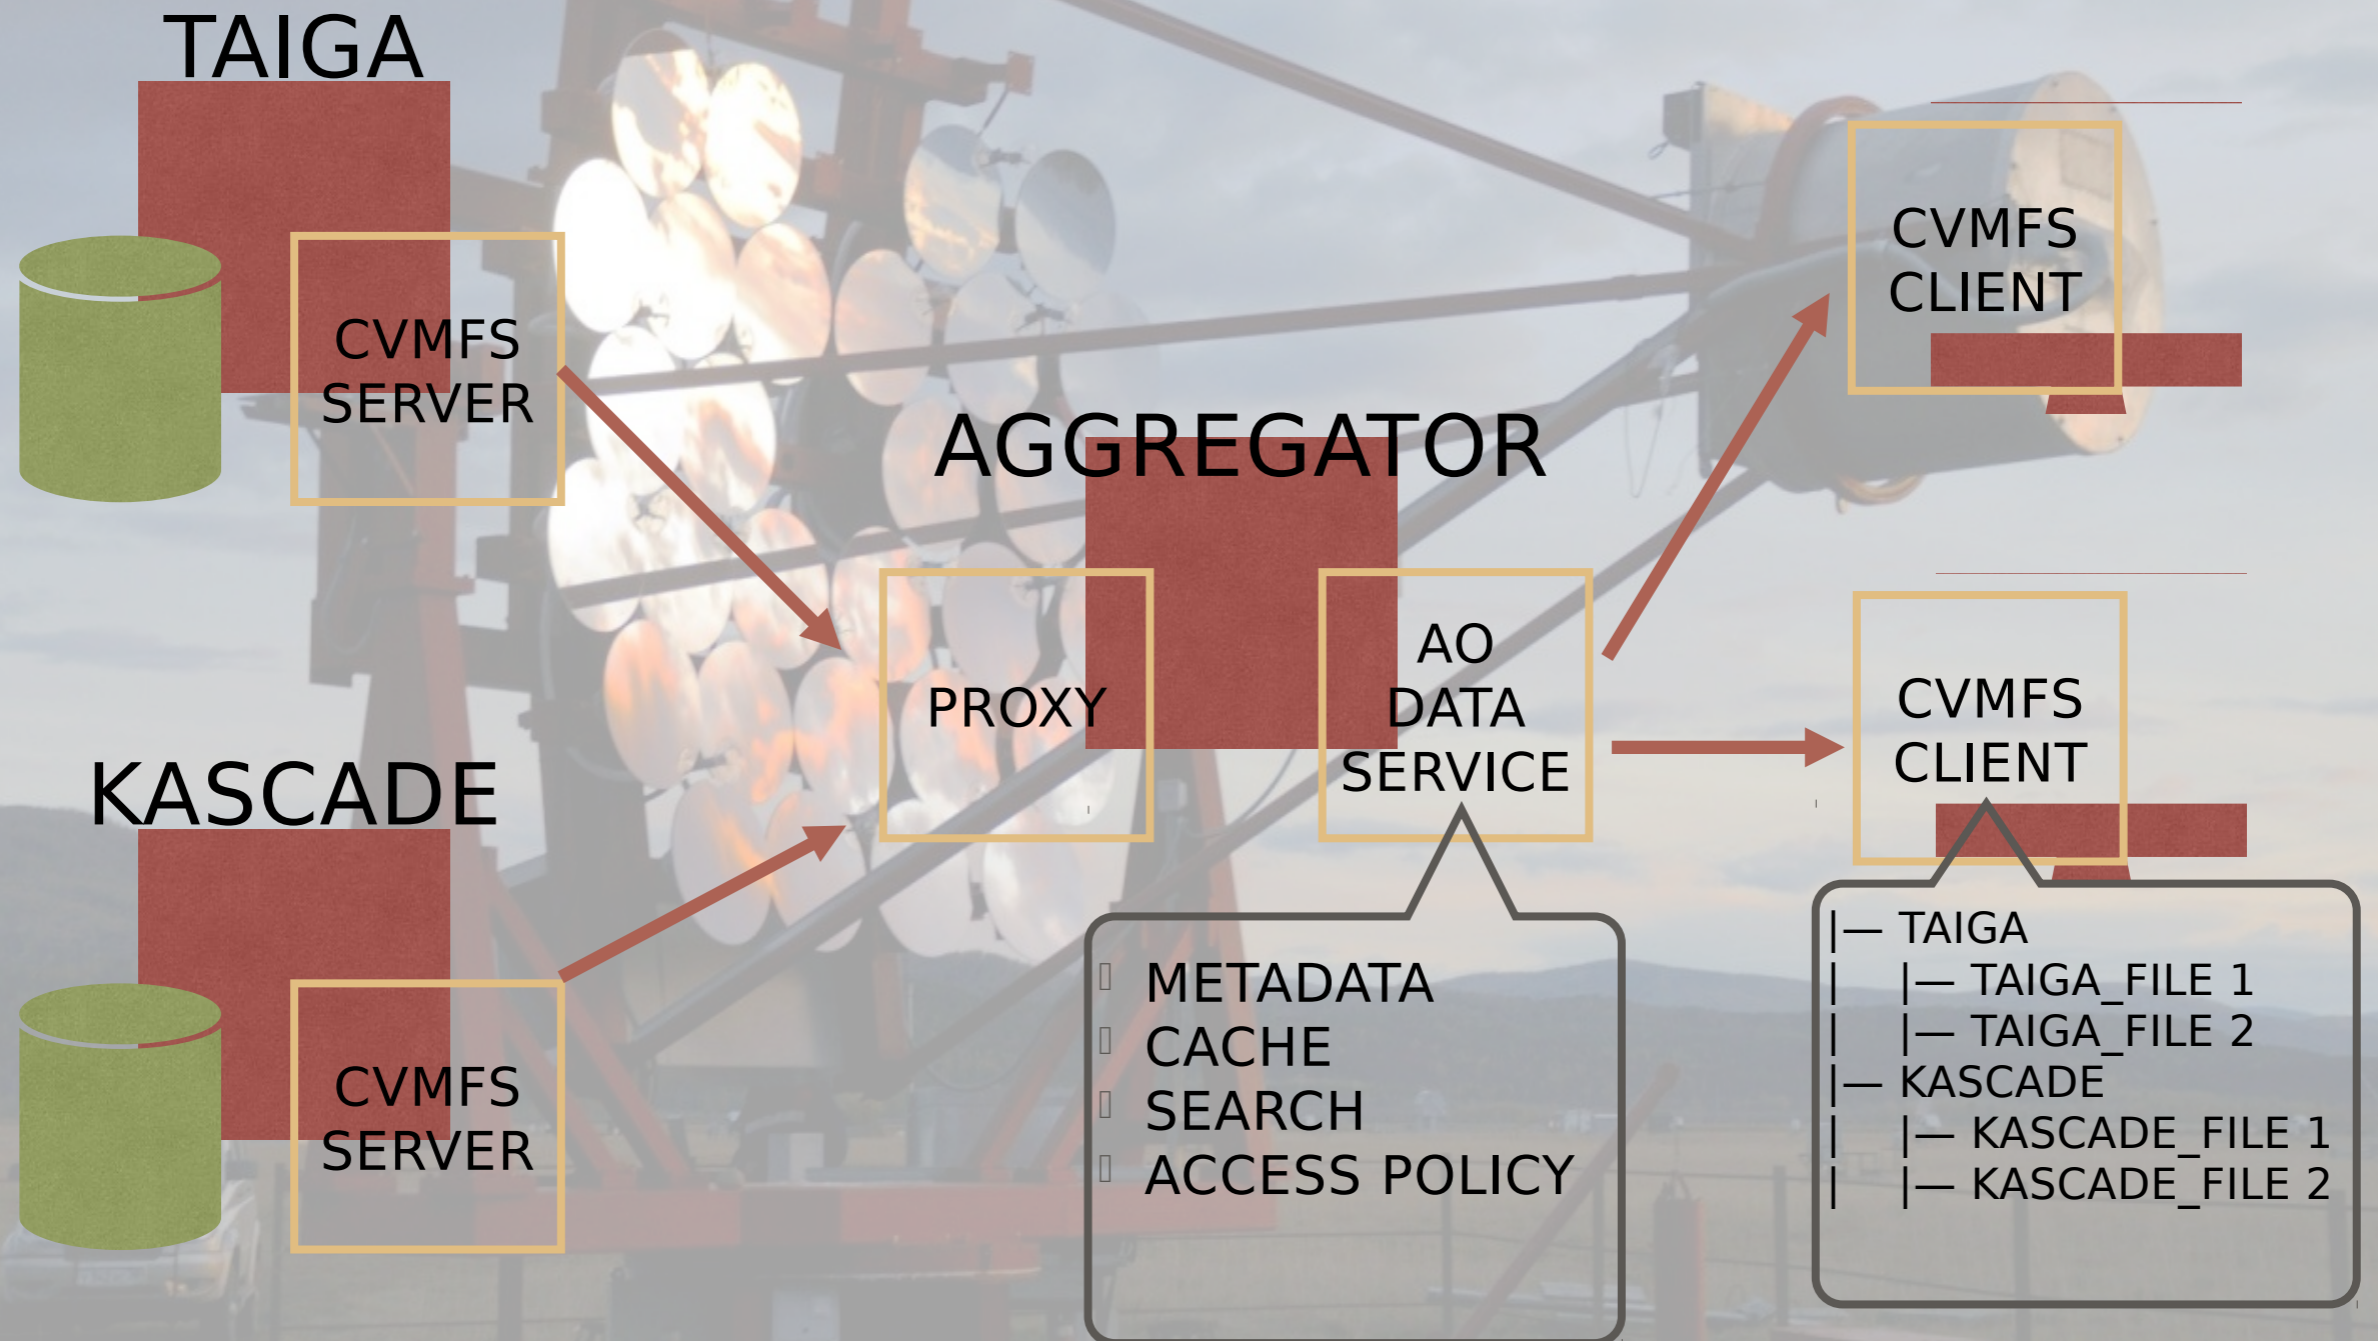 TAIGA
CVMFS
SERVER
KASCADE
CVMFS
SERVER
AGGREGATOR
PROXY
AO
DATA
SERVICE
METADATA
CACHE
SEARCH
ACCESS POLICY
CVMFS
CLIENT
CVMFS
CLIENT
|— TAIGA
|    |— TAIGA_FILE 1
|    |— TAIGA_FILE 2
|— KASCADE
|    |— KASCADE_FILE 1
|    |— KASCADE_FILE 2